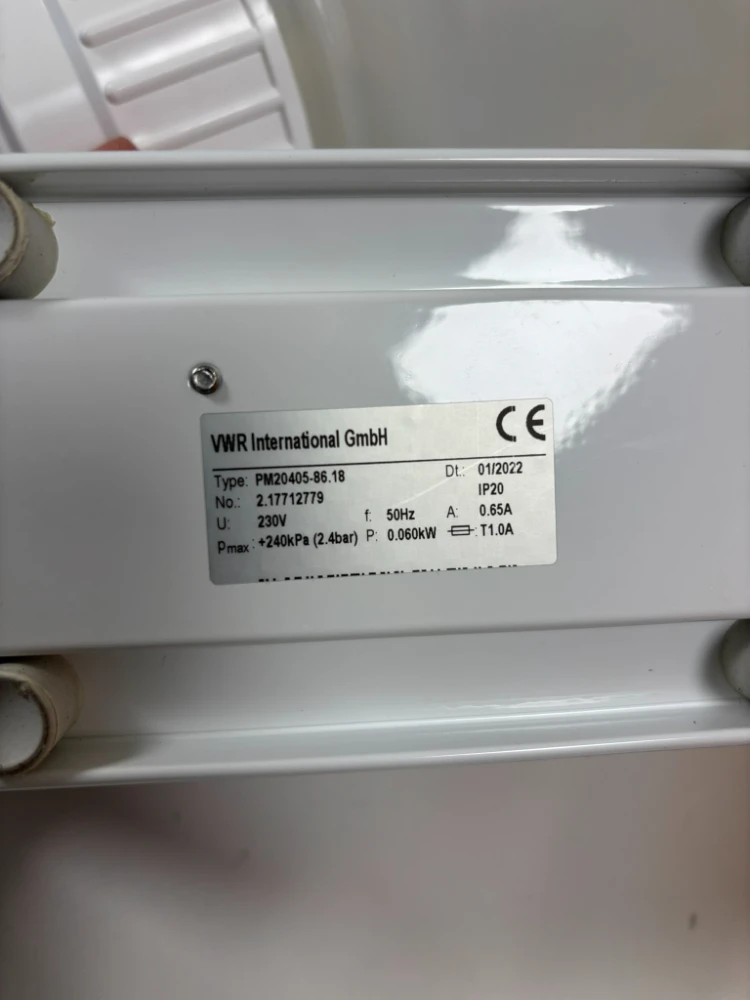 VWR International GmbH CE
Type: PM20405-86.18 Dt.: 01/2022
No.: 2.17712779 IP20
U: 230V f: 50Hz A: 0.65A
Pmax: +240kPa (2.4bar) P: 0.060kW : T1.0A